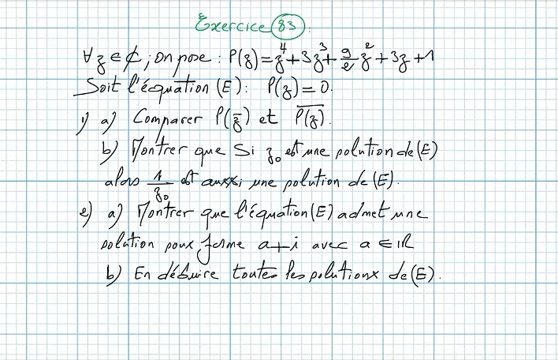 Exercice 83.
∀z ∈ ℂ ; on pose : P(z) = z⁴ + 3z³ + 9/2 z² + 3z + 1
Soit l'équation (E) : P(z) = 0.
1) a) Comparer P(z̅) et \overline{P(z)}.
b) Montrer que si z₀ est une solution de (E)
alors 1/z₀ est aussi une solution de (E).
2) a) Montrer que l'équation (E) admet une
solution pour forme a+i avec a ∈ ℝ
b) En déduire toutes les solutions de (E).